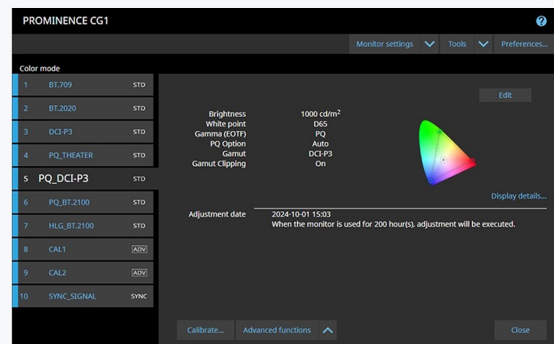 PROMINENCE CG1
?
Monitor settings Tools Preferences...
Color mode
1 BT.709 STD
2 BT.2020 STD
3 DCI-P3 STD
4 PQ_THEATER STD
5 PQ_DCI-P3 STD
6 PQ_BT.2100 STD
7 HLG_BT.2100 STD
8 CAL1 ADV
9 CAL2 ADV
10 SYNC_SIGNAL SYNC
Edit
Brightness 1000 cd/m²
White point D65
Gamma (EOTF) PQ
PQ Option Auto
Gamut DCI-P3
Gamut Clipping On
Display details...
Adjustment date 2024-10-01 15:03
When the monitor is used for 200 hour(s), adjustment will be executed.
Calibrate... Advanced functions Close